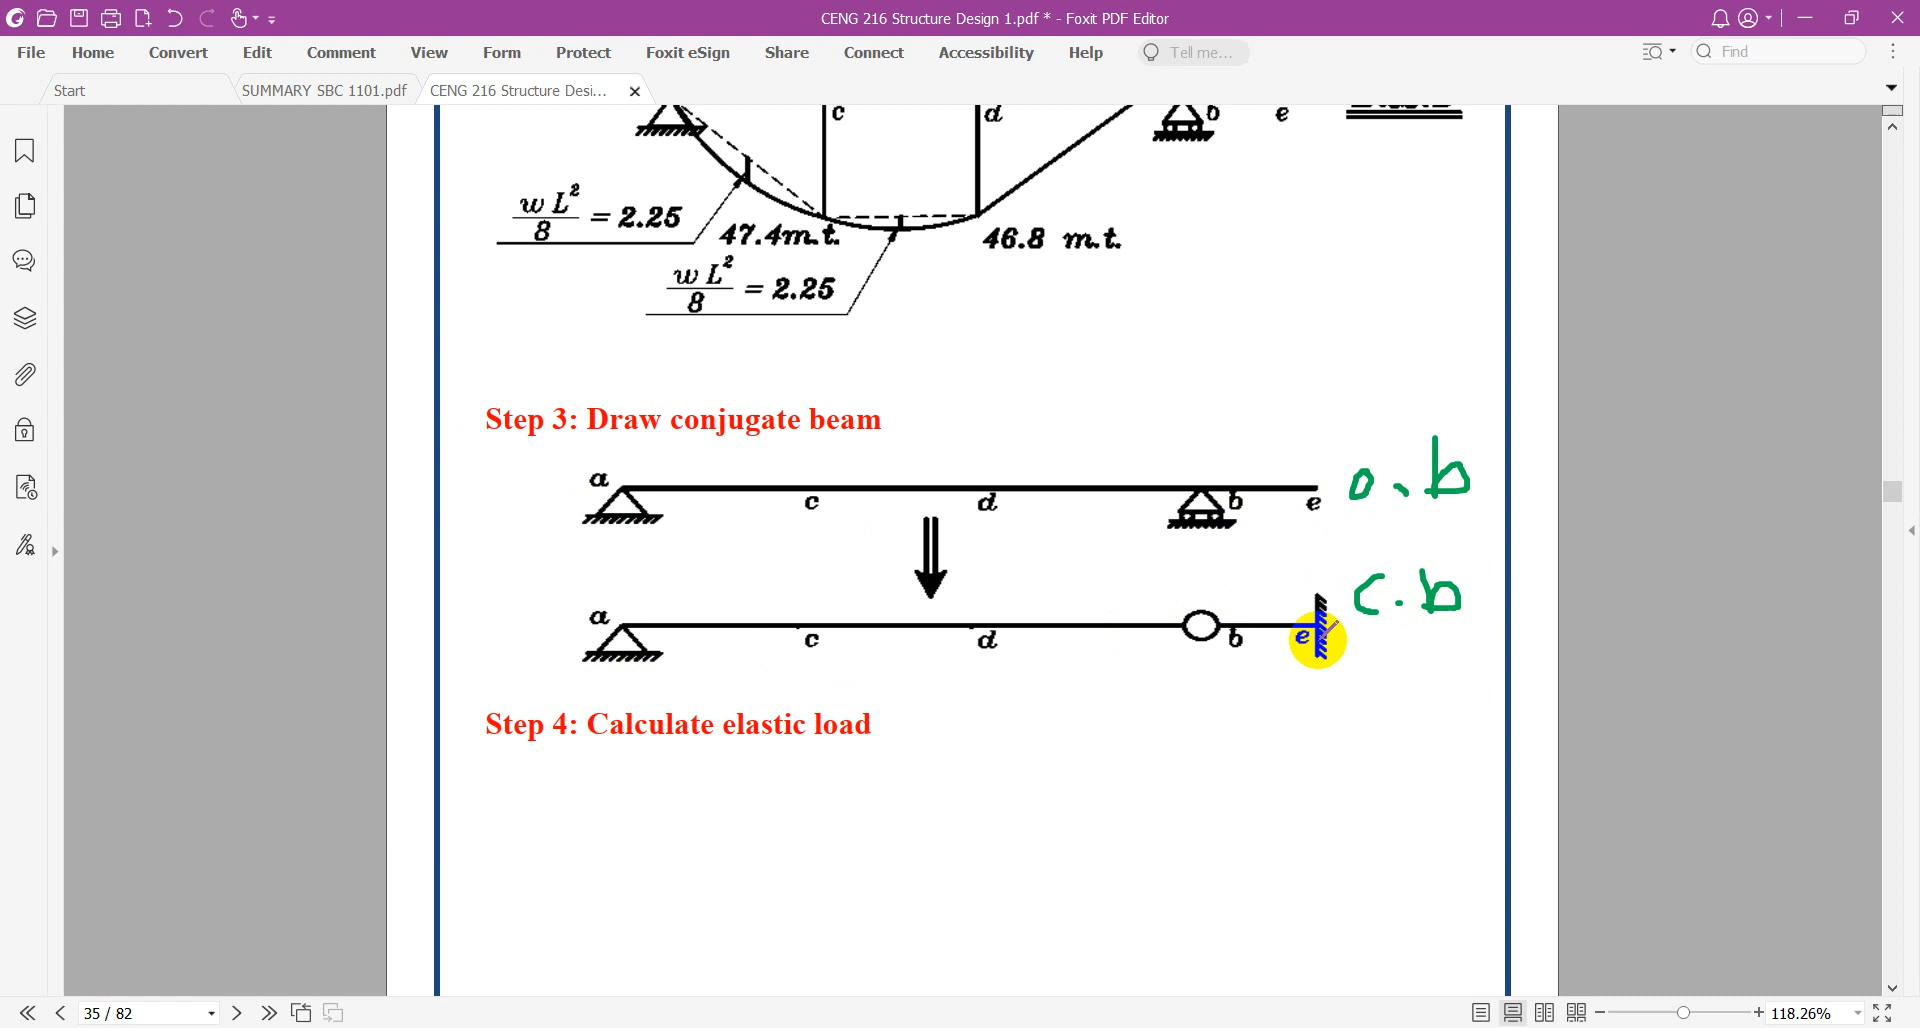 CENG 216 Structure Design 1.pdf * - Foxit PDF Editor
File Home Convert Edit Comment View Form Protect Foxit eSign Share Connect Accessibility Help Tell me... Find
Start SUMMARY SBC 1101.pdf CENG 216 Structure Desi...
c d b e
wL²/8 = 2.25
47.4m.t. 46.8 m.t.
wL²/8 = 2.25
Step 3: Draw conjugate beam
a c d b e o.b
a c d b e c.b
Step 4: Calculate elastic load
35 / 82 118.26%